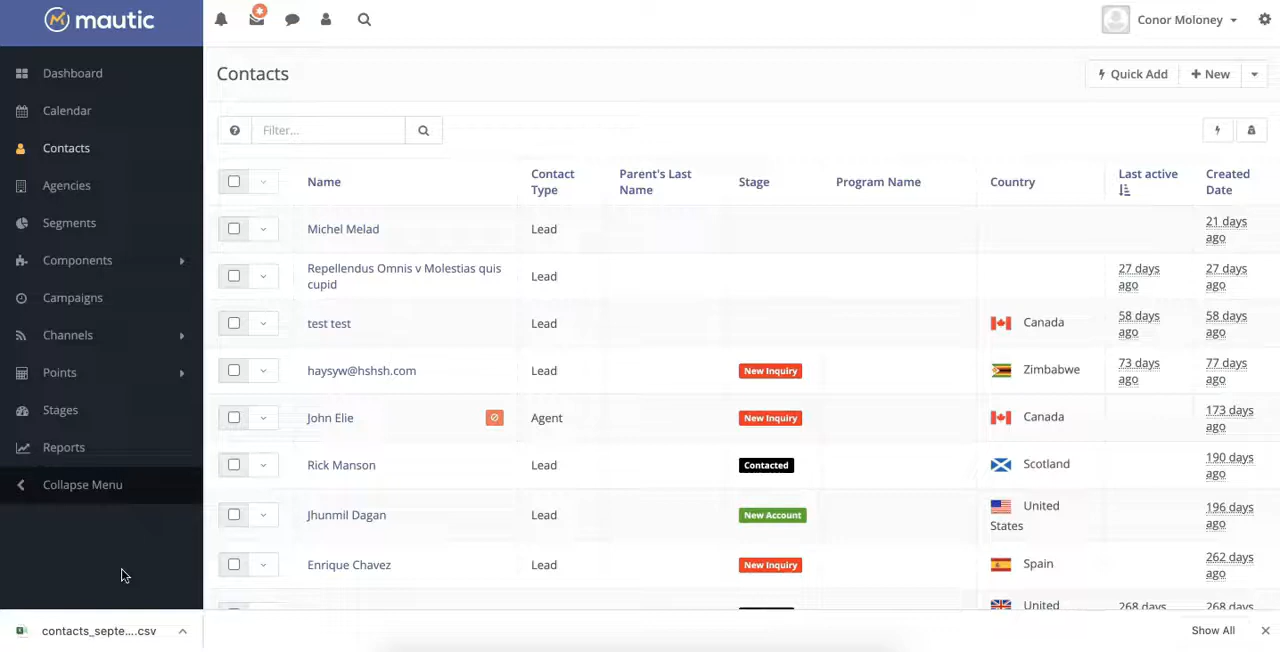 mautic
Conor Moloney
Dashboard
Calendar
Contacts
Agencies
Segments
Components
Campaigns
Channels
Points
Stages
Reports
Collapse Menu
Contacts
Quick Add
New
Filter...
Name
Contact
Type
Parent's Last
Name
Stage
Program Name
Country
Last active
Created
Date
Michel Melad
Lead
21 days
ago
Repellendus Omnis v Molestias quis
cupid
Lead
27 days
ago
27 days
ago
test test
Lead
Canada
58 days
ago
58 days
ago
haysyw@hshsh.com
Lead
New Inquiry
Zimbabwe
73 days
ago
77 days
ago
John Elie
Agent
New Inquiry
Canada
173 days
ago
Rick Manson
Lead
Contacted
Scotland
190 days
ago
Jhunmil Dagan
Lead
New Account
United
States
196 days
ago
Enrique Chavez
Lead
New Inquiry
Spain
262 days
ago
United
268 days
268 days
contacts_septe....csv
Show All